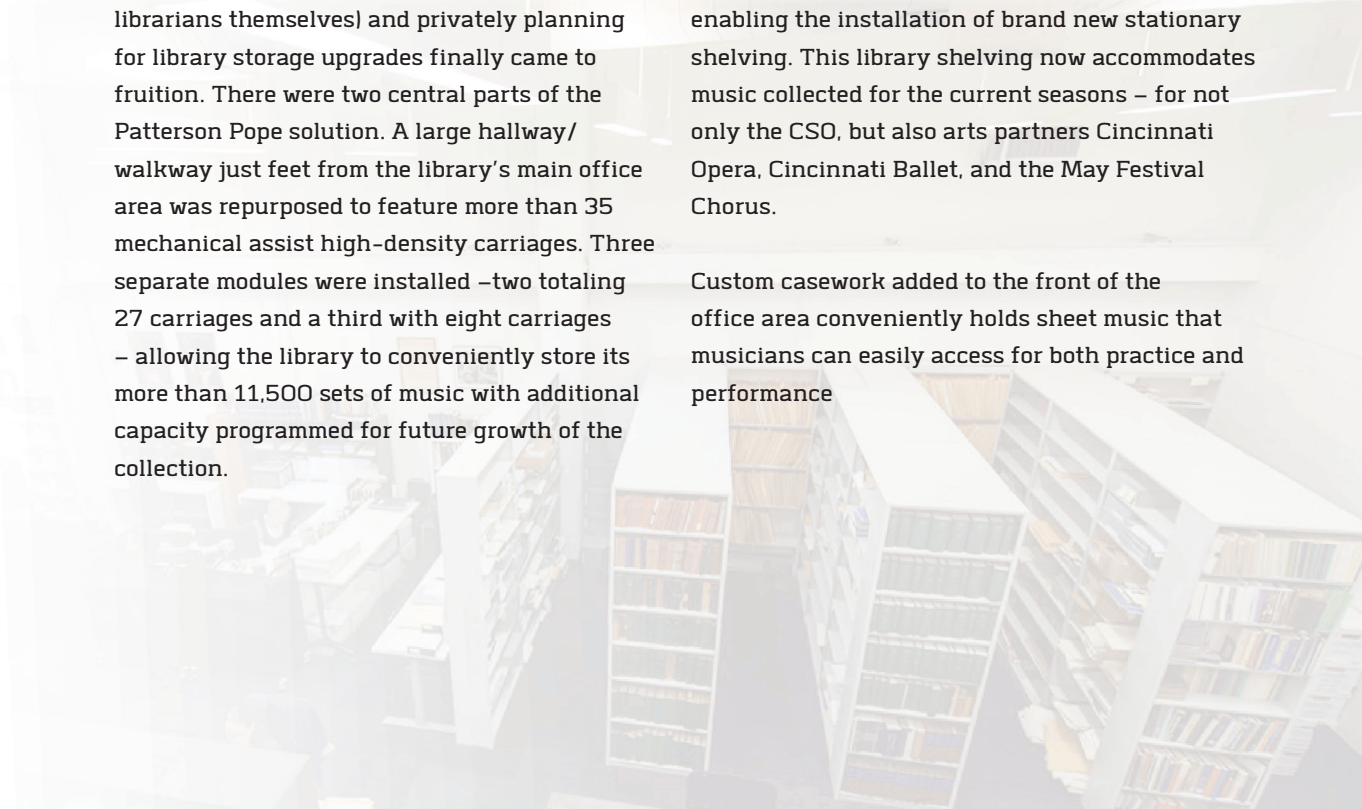 librarians themselves) and privately planning
for library storage upgrades finally came to
fruition. There were two central parts of the
Patterson Pope solution. A large hallway/
walkway just feet from the library’s main office
area was repurposed to feature more than 35
mechanical assist high-density carriages. Three
separate modules were installed –two totaling
27 carriages and a third with eight carriages
– allowing the library to conveniently store its
more than 11,500 sets of music with additional
capacity programmed for future growth of the
collection.
enabling the installation of brand new stationary
shelving. This library shelving now accommodates
music collected for the current seasons – for not
only the CSO, but also arts partners Cincinnati
Opera, Cincinnati Ballet, and the May Festival
Chorus.
Custom casework added to the front of the
office area conveniently holds sheet music that
musicians can easily access for both practice and
performance